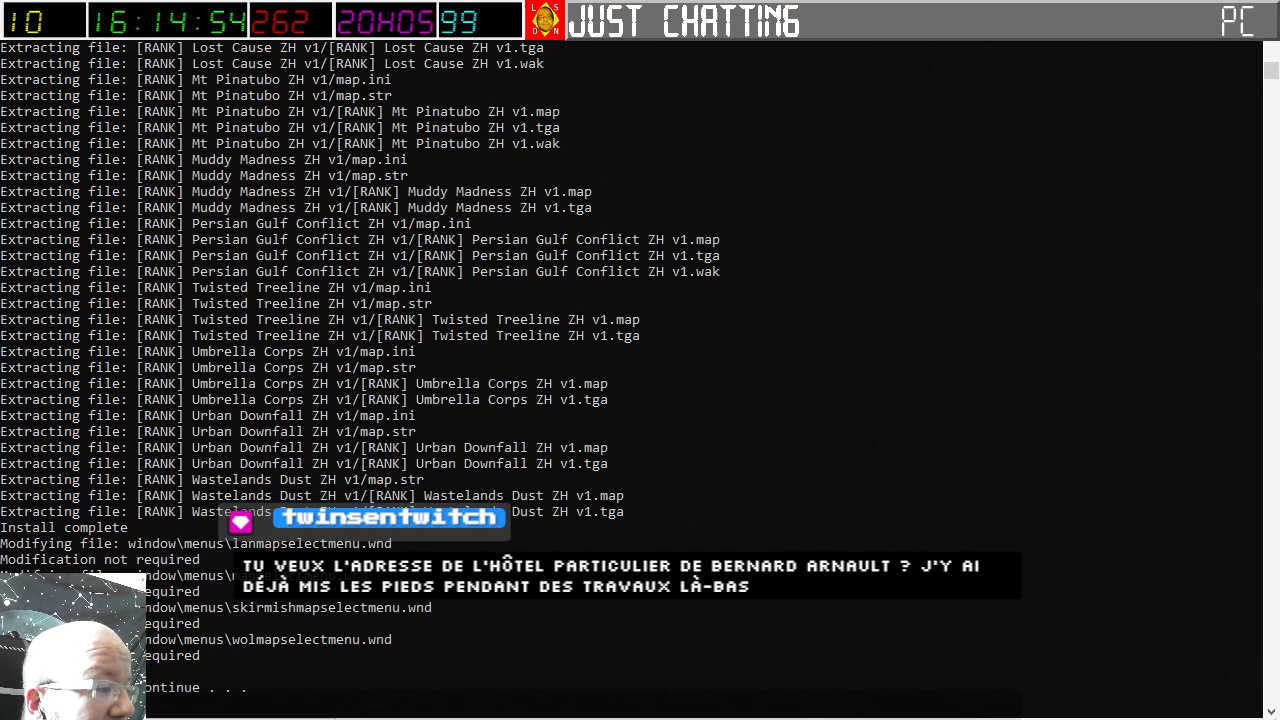 10 16:14:54 262 20H05 99 SDN JUST CHATTING PC
Extracting file: [RANK] Lost Cause ZH v1/[RANK] Lost Cause ZH v1.tga
Extracting file: [RANK] Lost Cause ZH v1/[RANK] Lost Cause ZH v1.wak
Extracting file: [RANK] Mt Pinatubo ZH v1/map.ini
Extracting file: [RANK] Mt Pinatubo ZH v1/map.str
Extracting file: [RANK] Mt Pinatubo ZH v1/[RANK] Mt Pinatubo ZH v1.map
Extracting file: [RANK] Mt Pinatubo ZH v1/[RANK] Mt Pinatubo ZH v1.tga
Extracting file: [RANK] Mt Pinatubo ZH v1/[RANK] Mt Pinatubo ZH v1.wak
Extracting file: [RANK] Muddy Madness ZH v1/map.ini
Extracting file: [RANK] Muddy Madness ZH v1/map.str
Extracting file: [RANK] Muddy Madness ZH v1/[RANK] Muddy Madness ZH v1.map
Extracting file: [RANK] Muddy Madness ZH v1/[RANK] Muddy Madness ZH v1.tga
Extracting file: [RANK] Persian Gulf Conflict ZH v1/map.ini
Extracting file: [RANK] Persian Gulf Conflict ZH v1/[RANK] Persian Gulf Conflict ZH v1.map
Extracting file: [RANK] Persian Gulf Conflict ZH v1/[RANK] Persian Gulf Conflict ZH v1.tga
Extracting file: [RANK] Persian Gulf Conflict ZH v1/[RANK] Persian Gulf Conflict ZH v1.wak
Extracting file: [RANK] Twisted Treeline ZH v1/map.ini
Extracting file: [RANK] Twisted Treeline ZH v1/map.str
Extracting file: [RANK] Twisted Treeline ZH v1/[RANK] Twisted Treeline ZH v1.map
Extracting file: [RANK] Twisted Treeline ZH v1/[RANK] Twisted Treeline ZH v1.tga
Extracting file: [RANK] Umbrella Corps ZH v1/map.ini
Extracting file: [RANK] Umbrella Corps ZH v1/map.str
Extracting file: [RANK] Umbrella Corps ZH v1/[RANK] Umbrella Corps ZH v1.map
Extracting file: [RANK] Umbrella Corps ZH v1/[RANK] Umbrella Corps ZH v1.tga
Extracting file: [RANK] Urban Downfall ZH v1/map.ini
Extracting file: [RANK] Urban Downfall ZH v1/map.str
Extracting file: [RANK] Urban Downfall ZH v1/[RANK] Urban Downfall ZH v1.map
Extracting file: [RANK] Urban Downfall ZH v1/[RANK] Urban Downfall ZH v1.tga
Extracting file: [RANK] Wastelands Dust ZH v1/map.str
Extracting file: [RANK] Wastelands Dust ZH v1/[RANK] Wastelands Dust ZH v1.map
Extracting file: [RANK] Dust ZH v1.tga
twinsentwitch
Install complete
Modifying file: window\menus\lanmapselectmenu.wnd
Modification not required
TU VEUX L'ADRESSE DE L'HÔTEL PARTICULIER DE BERNARD ARNAULT ? J'Y AI
DÉJÀ MIS LES PIEDS PENDANT DES TRAVAUX LÀ-BAS
ndow\menus\skirmishmapselectmenu.wnd
equired
ndow\menus\wolmapselectmenu.wnd
equired
ontinue . . .